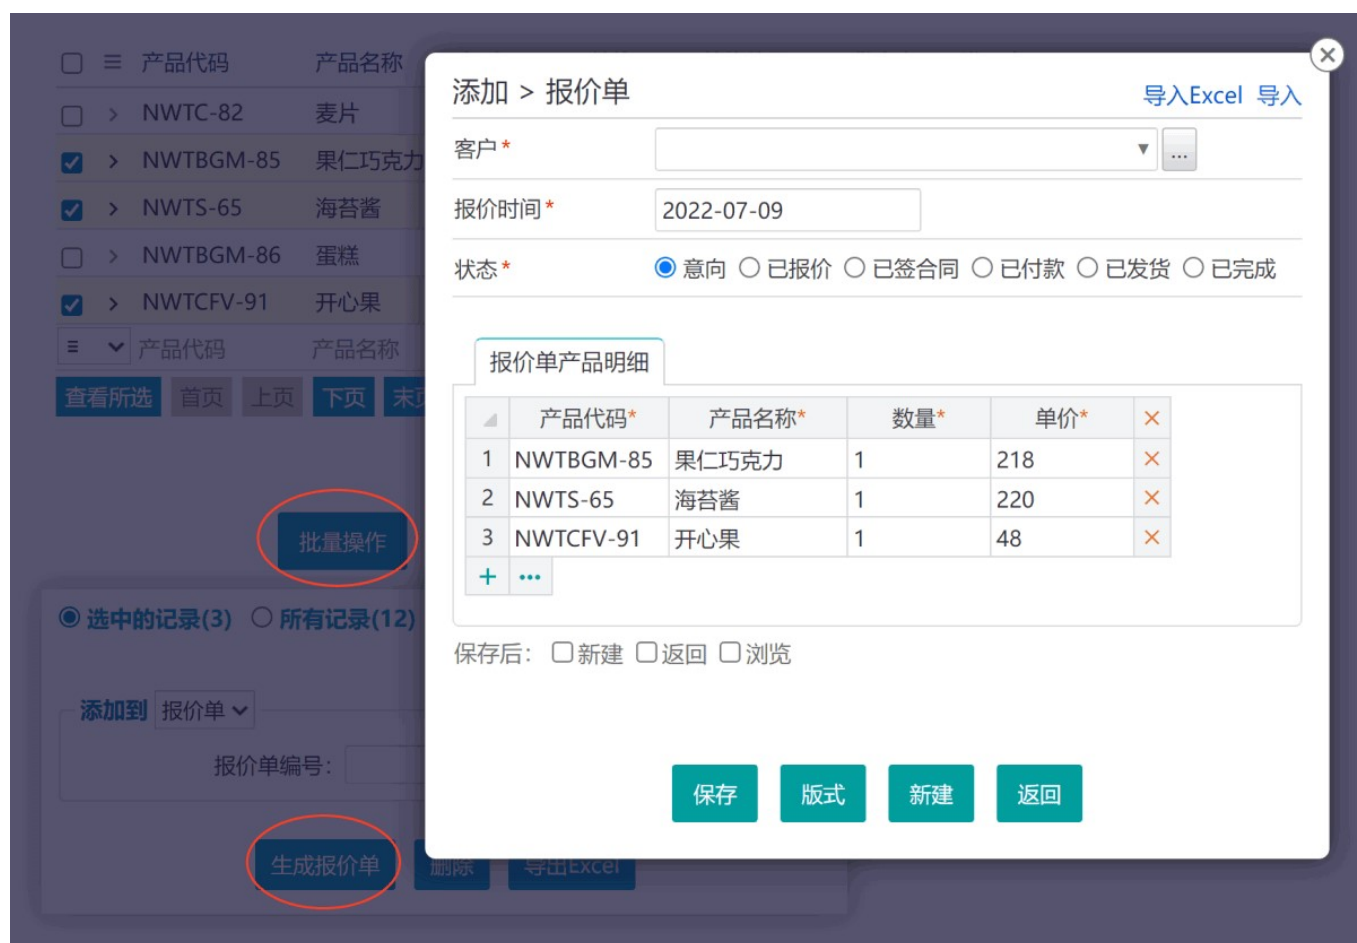 产品代码 产品名称
NWTC-82 麦片
NWTBGM-85 果仁巧克力
NWTS-65 海苔酱
NWTBGM-86 蛋糕
NWTCFV-91 开心果
产品代码 产品名称
查看所选 首页 上页 下页 末页
批量操作
选中的记录(3) 所有记录(12)
添加到 报价单
报价单编号:
生成报价单 删除 导出Excel
添加 > 报价单 导入Excel 导入
客户* ...
报价时间* 2022-07-09
状态* 意向 已报价 已签合同 已付款 已发货 已完成
报价单产品明细
产品代码* 产品名称* 数量* 单价* ×
1 NWTBGM-85 果仁巧克力 1 218 ×
2 NWTS-65 海苔酱 1 220 ×
3 NWTCFV-91 开心果 1 48 ×
+ •••
保存后: 新建 返回 浏览
保存 版式 新建 返回